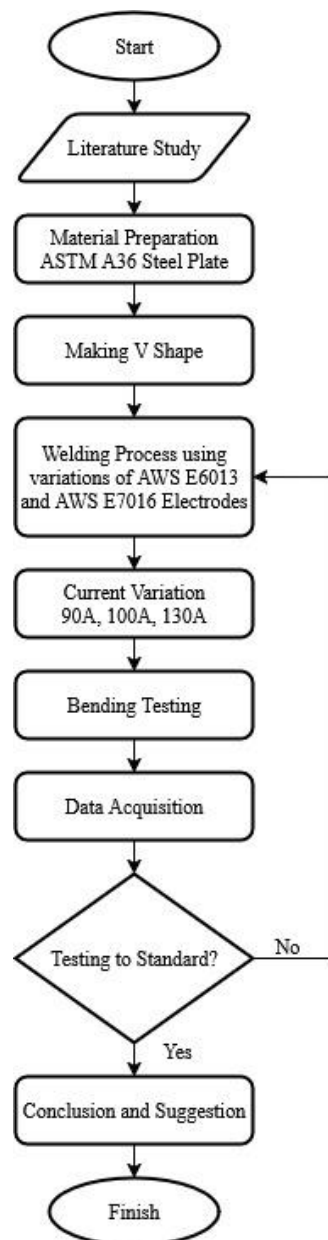 Start
Literature Study
Material Preparation
ASTM A36 Steel Plate
Making V Shape
Welding Process using
variations of AWS E6013
and AWS E7016 Electrodes
Current Variation
90A, 100A, 130A
Bending Testing
Data Acquisition
Testing to Standard?
No
Yes
Conclusion and Suggestion
Finish